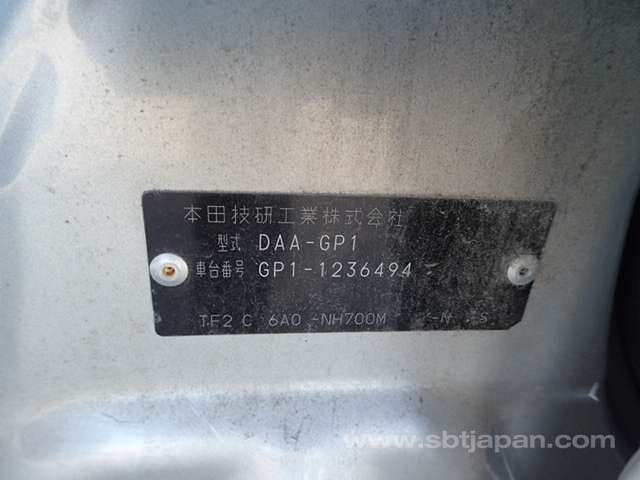 本田技研工業株式会社
型式 DAA-GP1
車台番号 GP1-1236494
TF2 C 6A0 -NH700M -N -S
www.sbtjapan.com